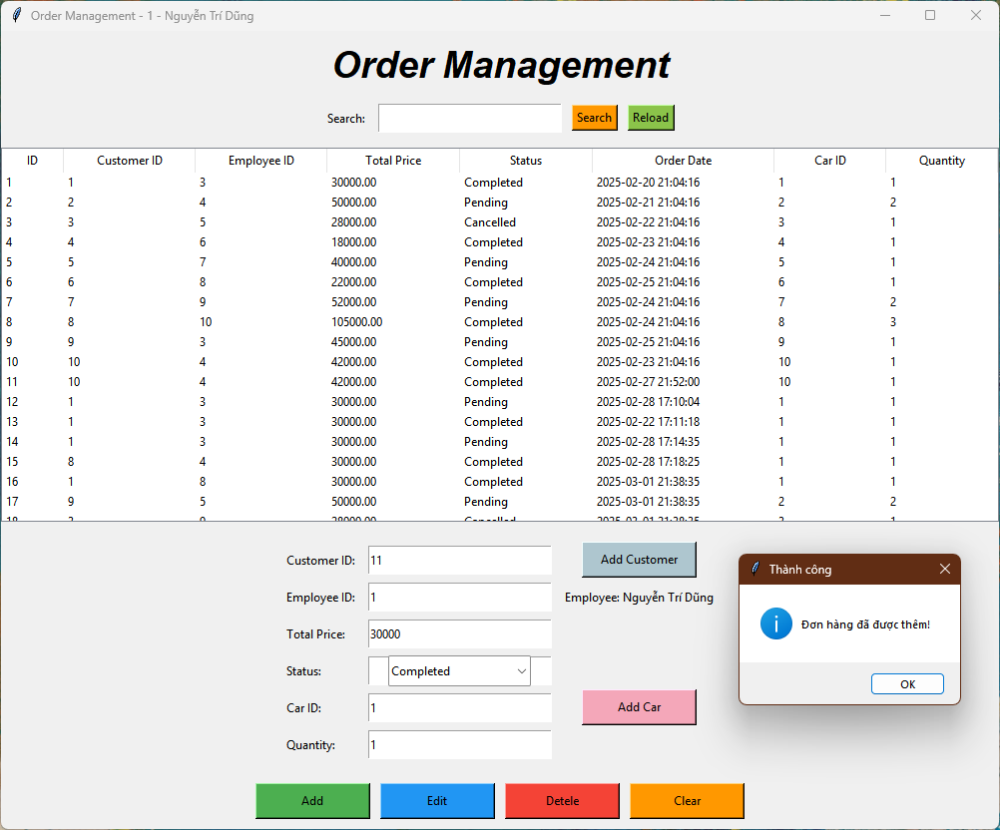 Order Management - 1 - Nguyễn Trí Dũng
Order Management
Search: Search Reload
ID Customer ID Employee ID Total Price Status Order Date Car ID Quantity
1 1 3 30000.00 Completed 2025-02-20 21:04:16 1 1
2 2 4 50000.00 Pending 2025-02-21 21:04:16 2 2
3 3 5 28000.00 Cancelled 2025-02-22 21:04:16 3 1
4 4 6 18000.00 Completed 2025-02-23 21:04:16 4 1
5 5 7 40000.00 Pending 2025-02-24 21:04:16 5 1
6 6 8 22000.00 Completed 2025-02-25 21:04:16 6 1
7 7 9 52000.00 Pending 2025-02-24 21:04:16 7 2
8 8 10 105000.00 Completed 2025-02-24 21:04:16 8 3
9 9 3 45000.00 Pending 2025-02-25 21:04:16 9 1
10 10 4 42000.00 Completed 2025-02-23 21:04:16 10 1
11 10 4 42000.00 Completed 2025-02-27 21:52:00 10 1
12 1 3 30000.00 Pending 2025-02-28 17:10:04 1 1
13 1 3 30000.00 Completed 2025-02-22 17:11:18 1 1
14 1 3 30000.00 Pending 2025-02-28 17:14:35 1 1
15 8 4 30000.00 Completed 2025-02-28 17:18:25 1 1
16 1 8 30000.00 Completed 2025-03-01 21:38:35 1 1
17 9 5 50000.00 Pending 2025-03-01 21:38:35 2 2
Customer ID: 11 Add Customer
Employee ID: 1 Employee: Nguyễn Trí Dũng
Total Price: 30000
Status: Completed
Car ID: 1 Add Car
Quantity: 1
Thành công
Đơn hàng đã được thêm!
OK
Add Edit Detele Clear